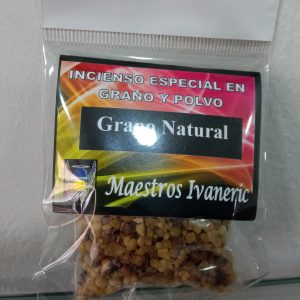 INCIENSO ESPECIAL EN
GRANO Y POLVO
Grano Natural
Maestros Ivaneric